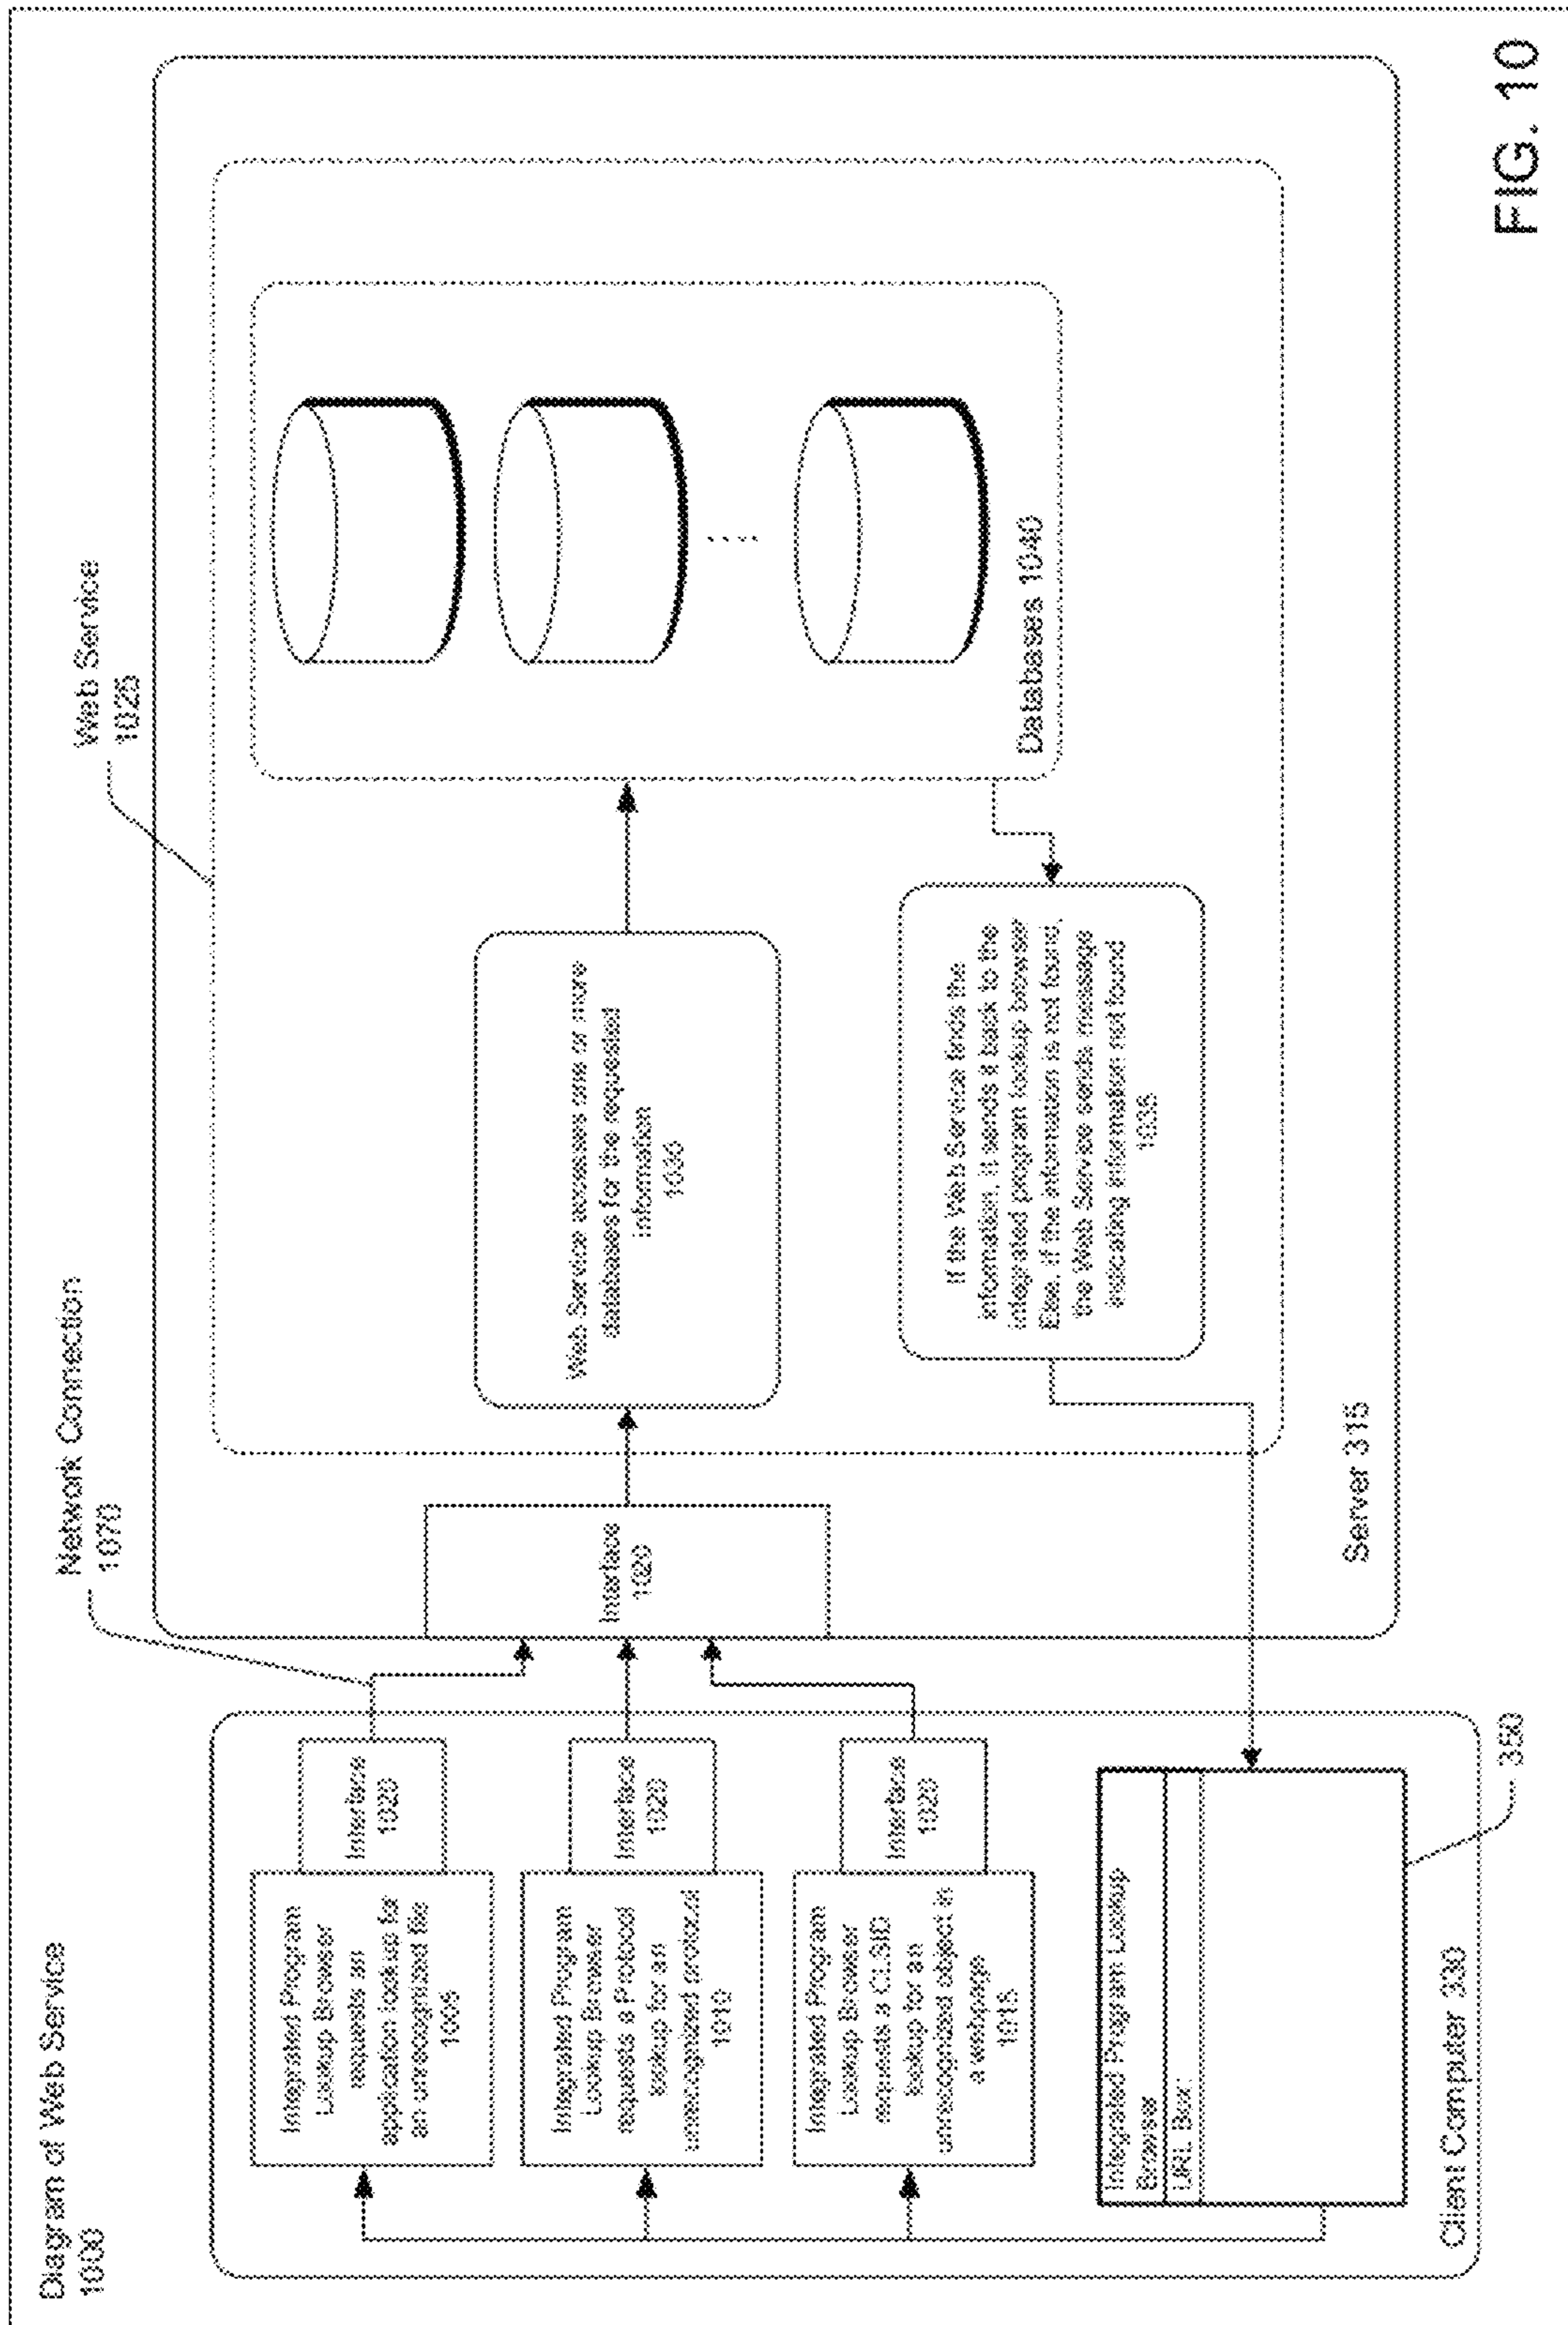 Diagram of Web Service
1000
Network Connection
1070
Web Service
1025
Integrated Program
Lookup Browser
requests an
application lookup for
an unrecognized file
1005
Interface
1020
Integrated Program
Lookup Browser
requests a Protocol
lookup for an
unrecognized protocol
1010
Interface
1020
Integrated Program
Lookup Browser
requests a CLSID
lookup for an
unrecognized object in
a webpage
1015
Interface
1020
Integrated Program Lookup
Browser
URL Box:
350
Client Computer 330
Interface
1020
Web Service accesses one or more
databases for the requested
information
1030
If the Web Service finds the
information, it sends it back to the
integrated program lookup browser
Else, if the information is not found,
the Web Service sends message
indicating information not found
1035
Databases 1040
Server 315
FIG. 10